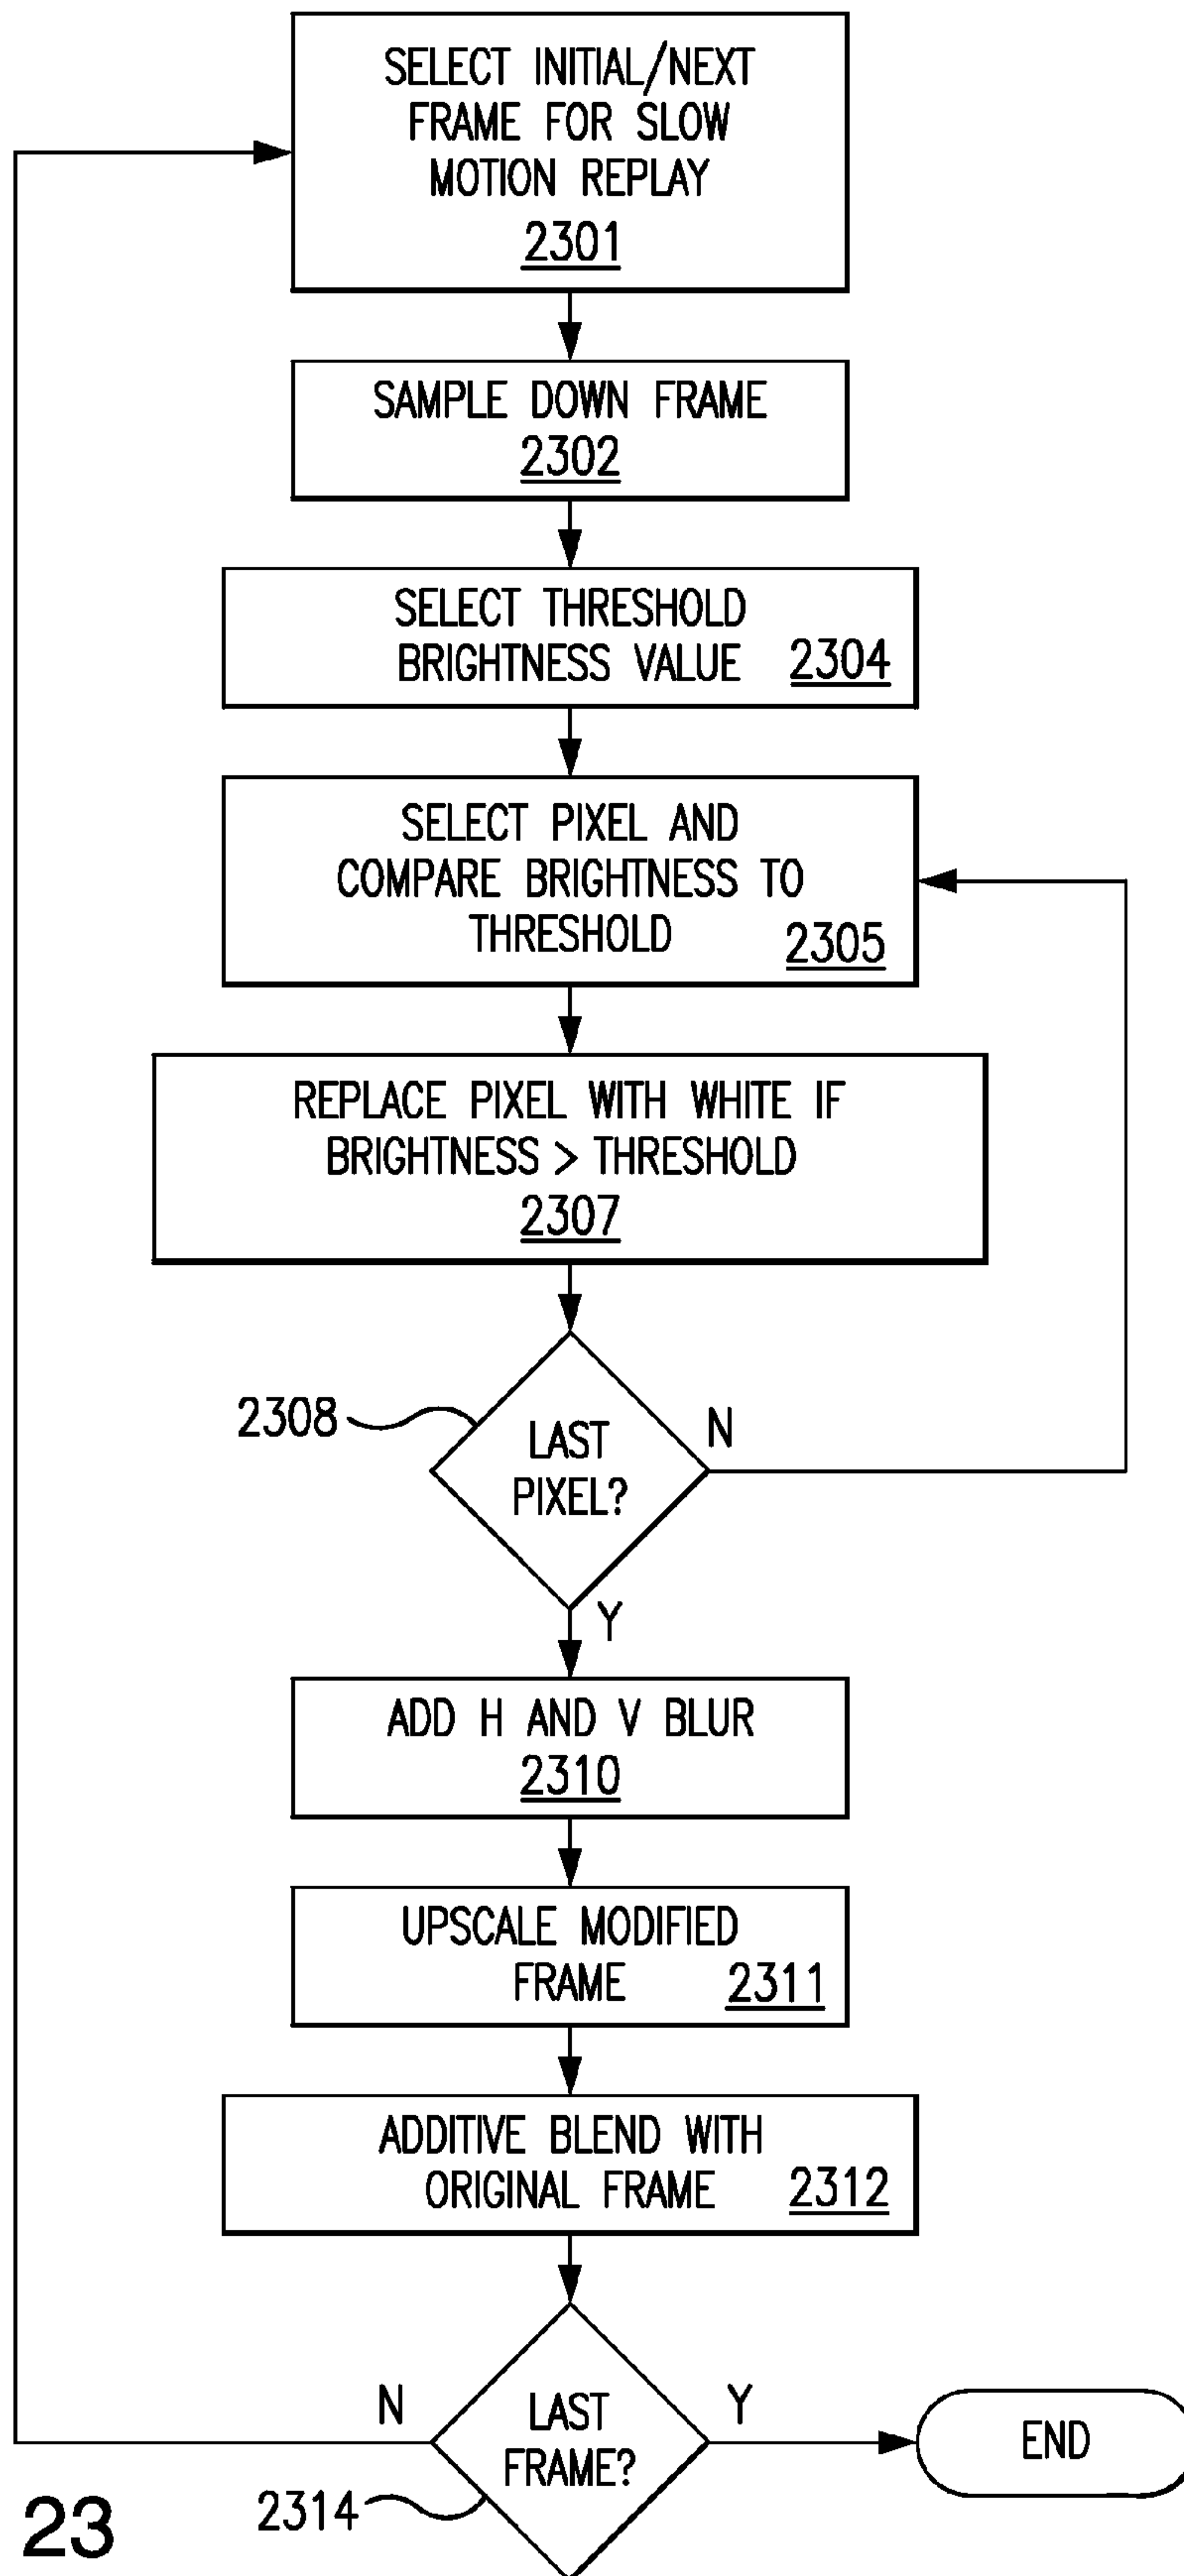 SELECT INITIAL/NEXT
FRAME FOR SLOW
MOTION REPLAY
2301
SAMPLE DOWN FRAME
2302
SELECT THRESHOLD
BRIGHTNESS VALUE 2304
SELECT PIXEL AND
COMPARE BRIGHTNESS TO
THRESHOLD 2305
REPLACE PIXEL WITH WHITE IF
BRIGHTNESS > THRESHOLD
2307
2308
LAST
PIXEL?
N
Y
ADD H AND V BLUR
2310
UPSCALE MODIFIED
FRAME 2311
ADDITIVE BLEND WITH
ORIGINAL FRAME 2312
N
LAST
FRAME?
Y
END
2314
23